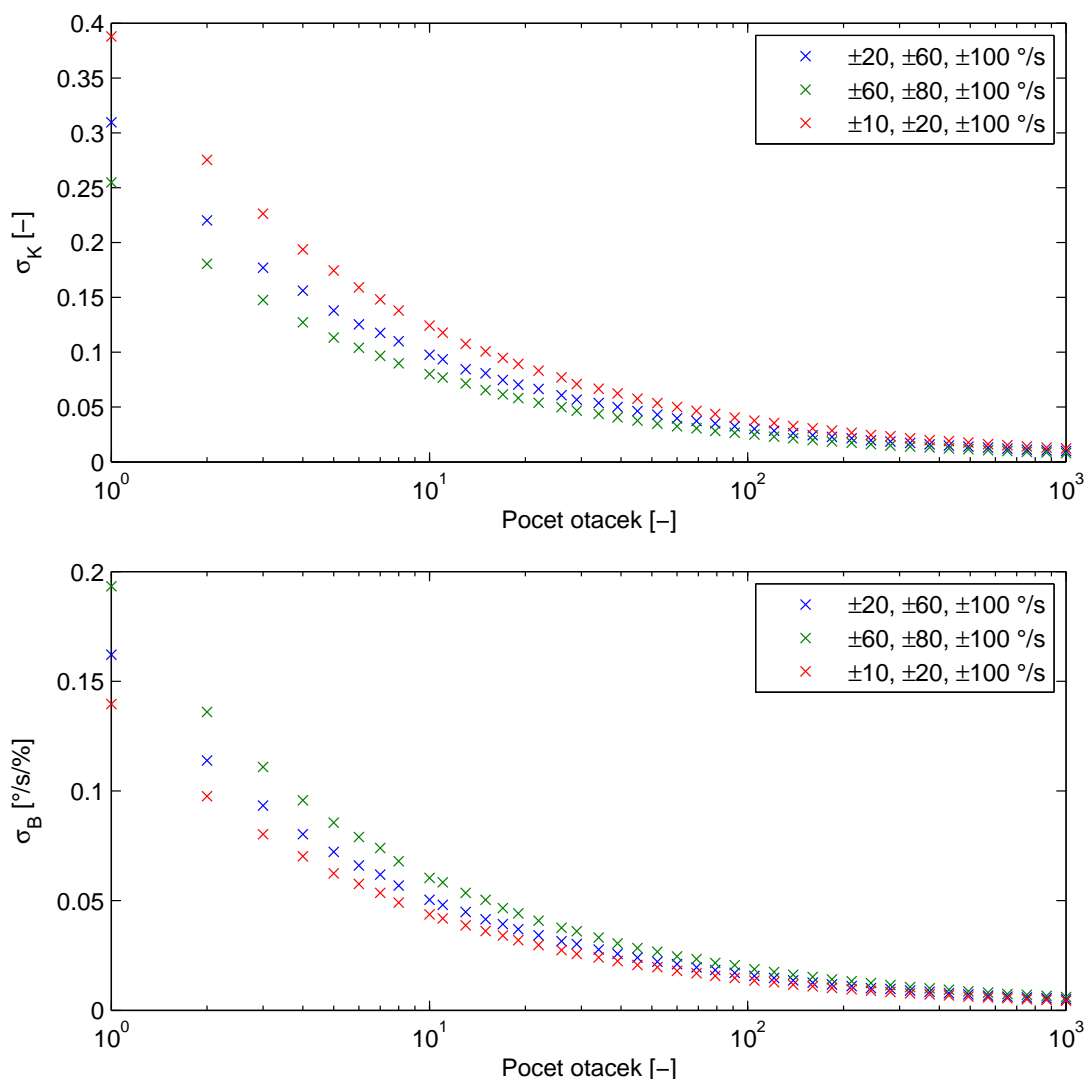 0.4
0.35
0.3
0.25
0.2
0.15
0.1
0.05
0
σ_K [−]
±20, ±60, ±100 °/s
±60, ±80, ±100 °/s
±10, ±20, ±100 °/s
10^0 10^1 10^2 10^3
Pocet otacek [−]
0.2
0.15
0.1
0.05
0
σ_B [°/s/%]
±20, ±60, ±100 °/s
±60, ±80, ±100 °/s
±10, ±20, ±100 °/s
10^0 10^1 10^2 10^3
Pocet otacek [−]